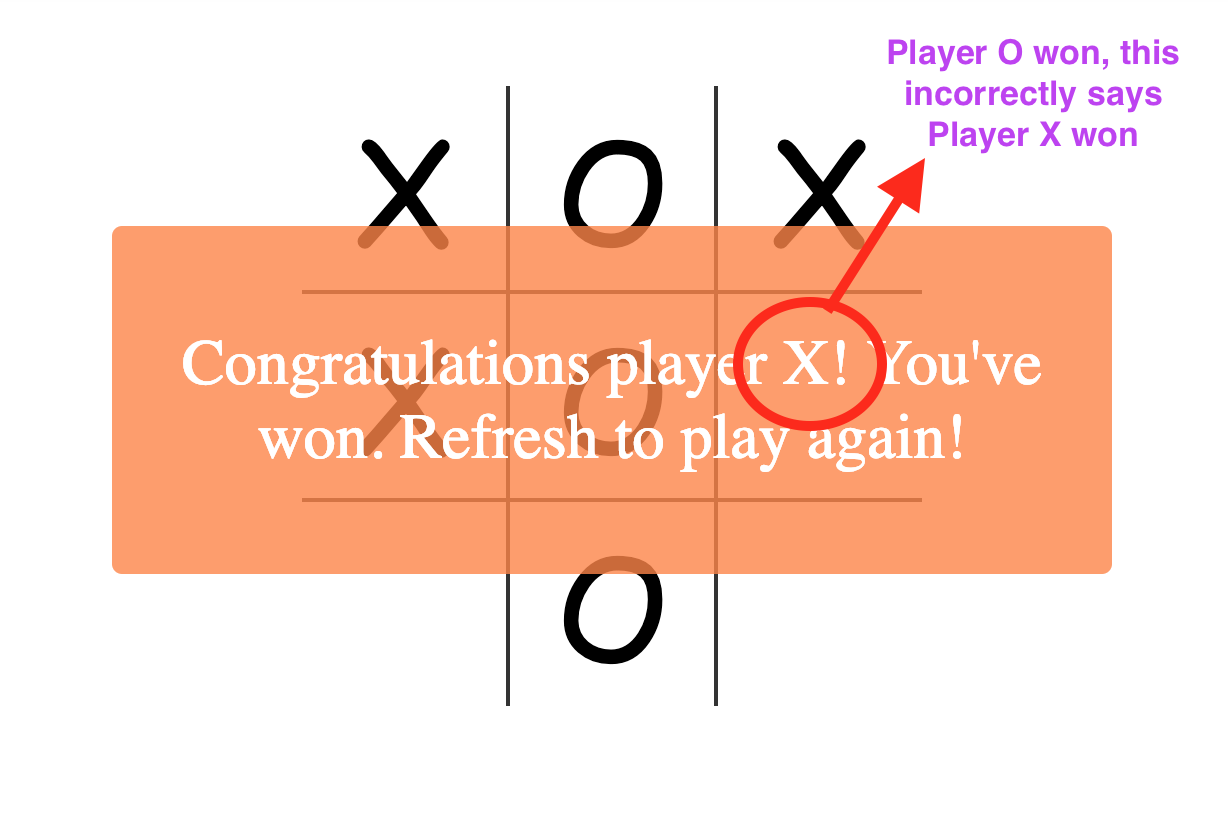 Player O won, this
incorrectly says
Player X won
X O X
Congratulations player X! You've
won. Refresh to play again!
X O
O